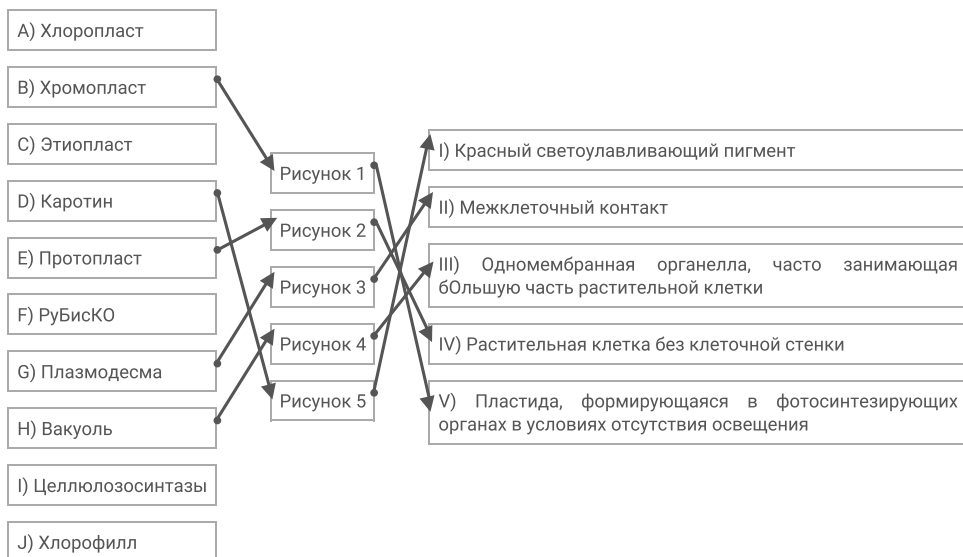 A) Хлоропласт
B) Хромопласт
C) Этиопласт
D) Каротин
E) Протопласт
F) РуБисКО
G) Плазмодесма
H) Вакуоль
I) Целлюлозосинтазы
J) Хлорофилл
Рисунок 1
Рисунок 2
Рисунок 3
Рисунок 4
Рисунок 5
I) Красный светоулавливающий пигмент
II) Межклеточный контакт
III) Одномембранная органелла, часто занимающая
бОльшую часть растительной клетки
IV) Растительная клетка без клеточной стенки
V) Пластида, формирующаяся в фотосинтезирующих
органах в условиях отсутствия освещения